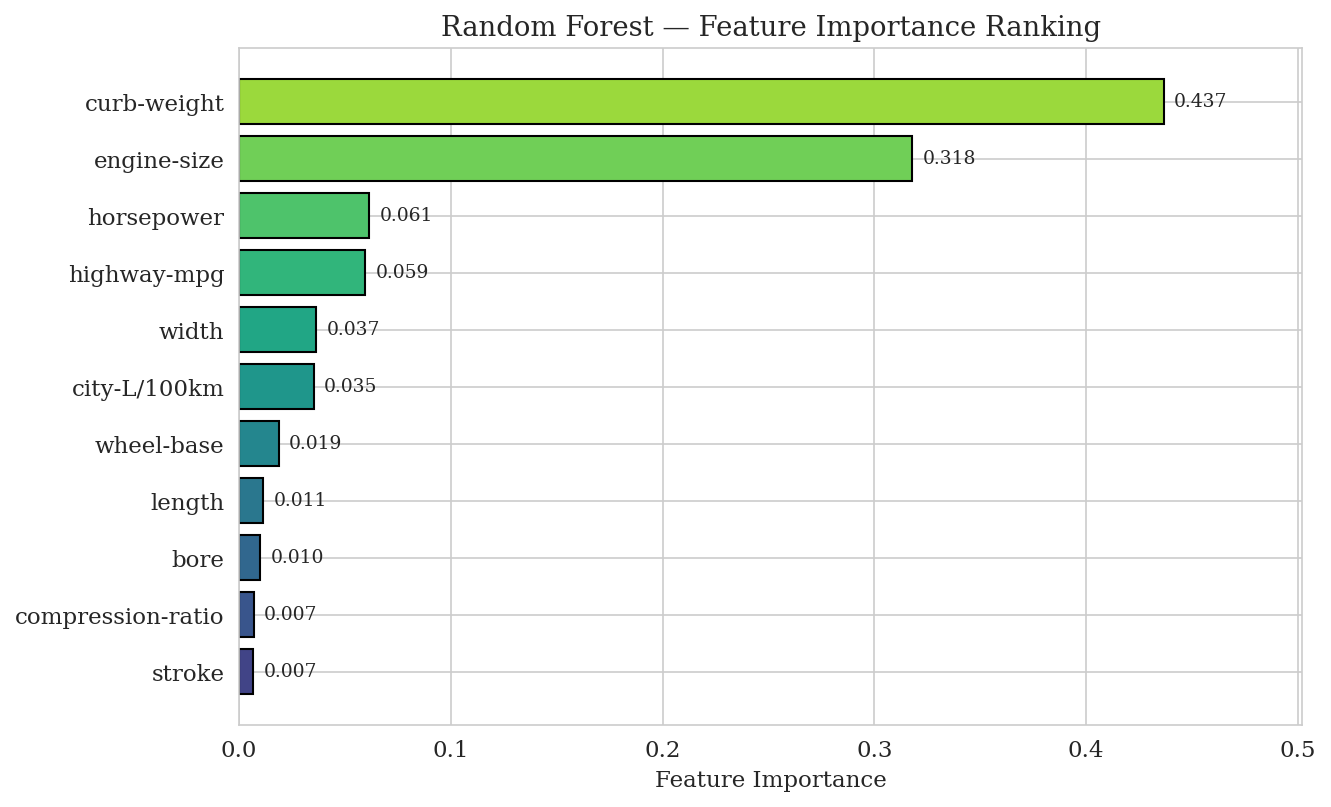 Random Forest — Feature Importance Ranking
curb-weight 0.437
engine-size 0.318
horsepower 0.061
highway-mpg 0.059
width 0.037
city-L/100km 0.035
wheel-base 0.019
length 0.011
bore 0.010
compression-ratio 0.007
stroke 0.007
0.0 0.1 0.2 0.3 0.4 0.5
Feature Importance